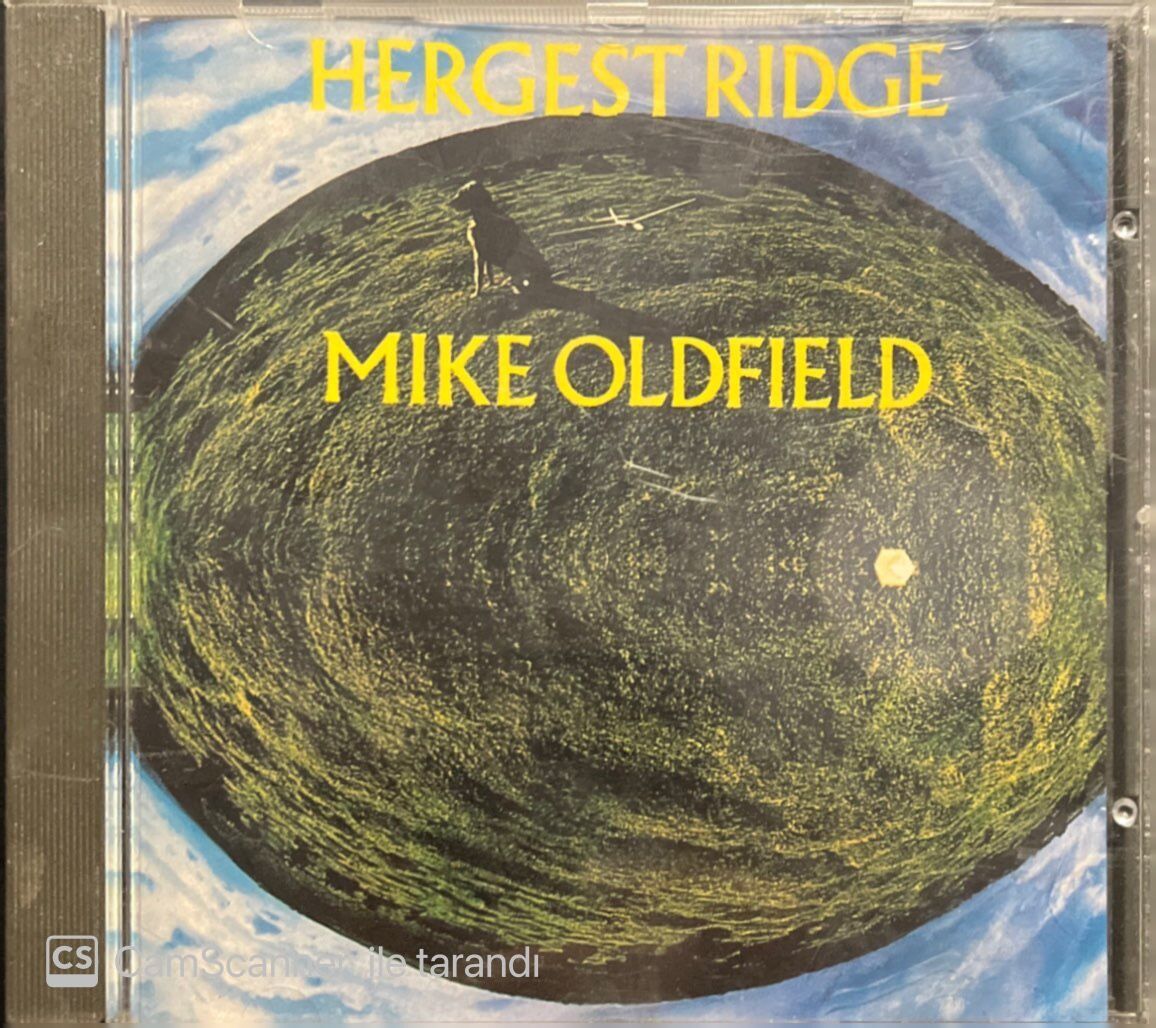 HERGEST RIDGE
MIKE OLDFIELD
CS CamScanner ile tarandı